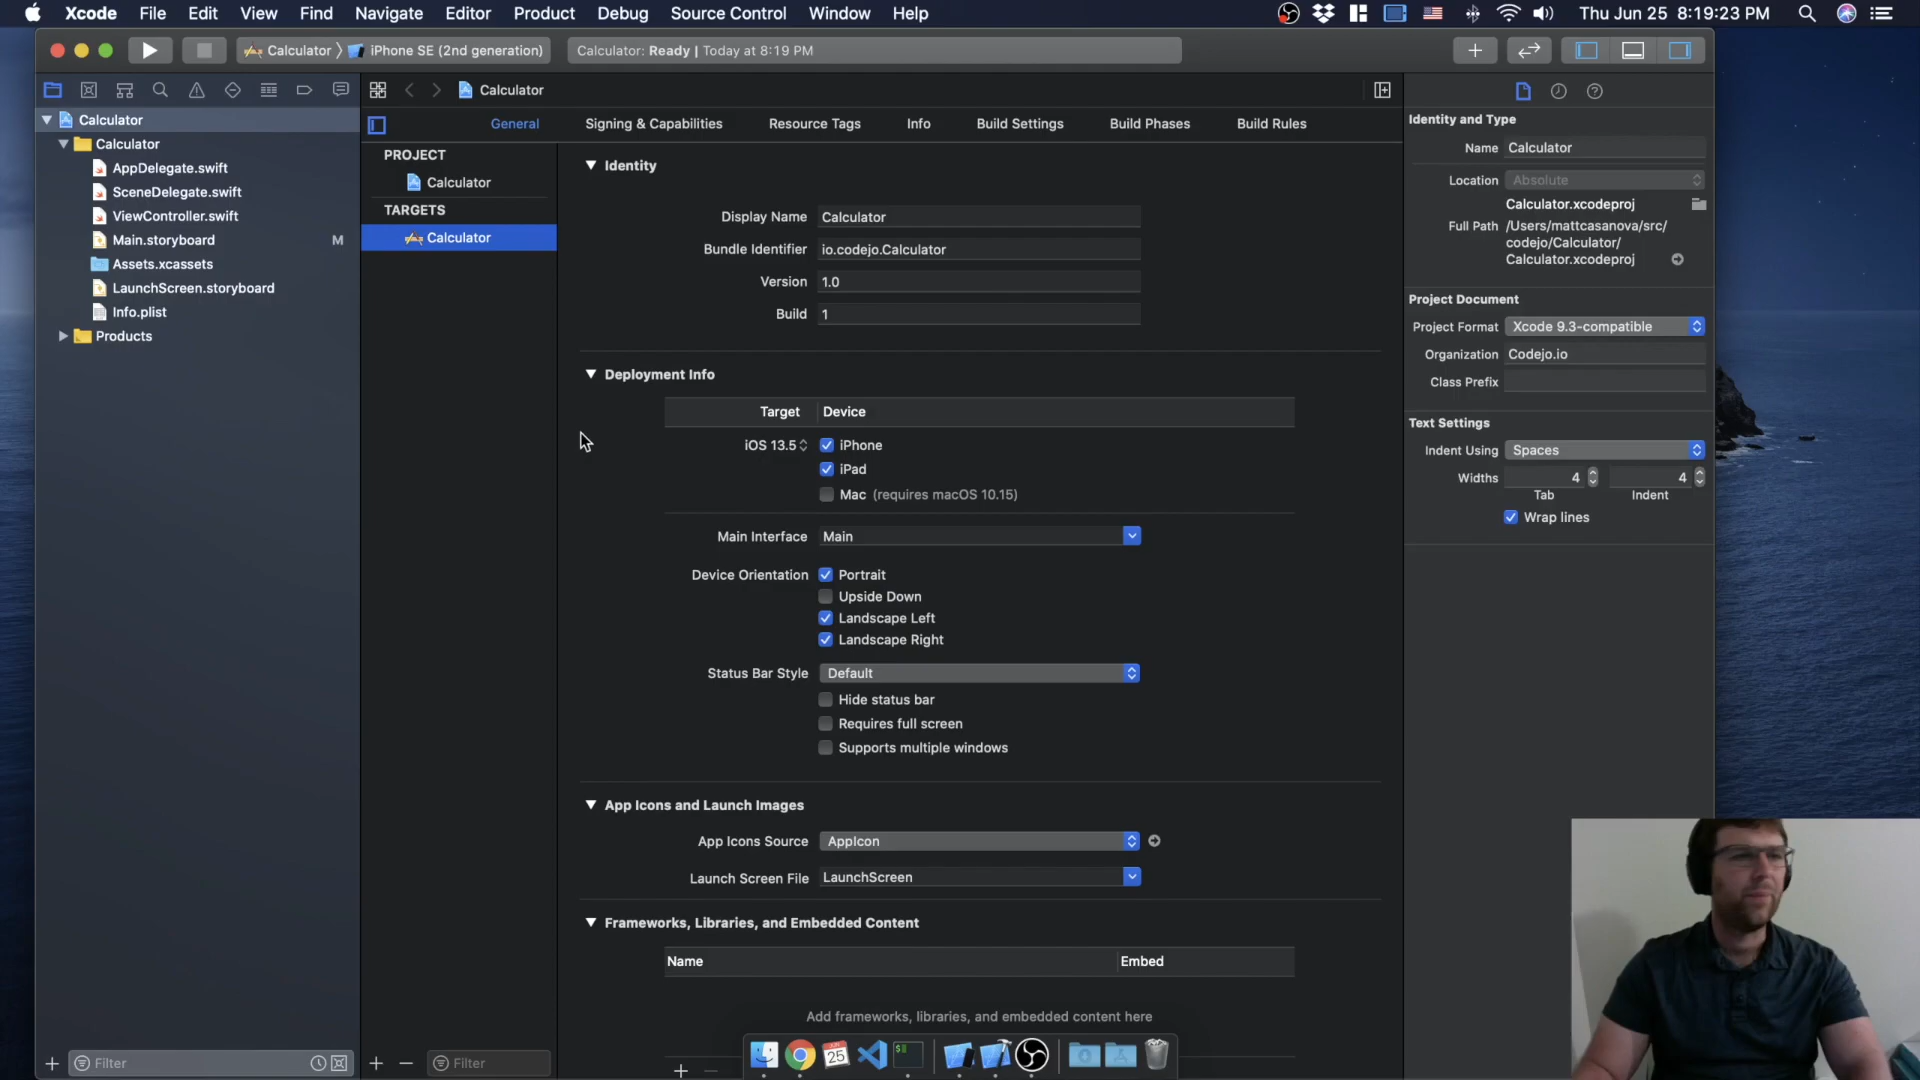 Xcode File Edit View Find Navigate Editor Product Debug Source Control Window Help Thu Jun 25 8:19:23 PM
Calculator iPhone SE (2nd generation) Calculator: Ready | Today at 8:19 PM
Calculator
General Signing & Capabilities Resource Tags Info Build Settings Build Phases Build Rules
Calculator
Calculator
AppDelegate.swift
SceneDelegate.swift
ViewController.swift
Main.storyboard M
Assets.xcassets
LaunchScreen.storyboard
Info.plist
Products
Filter
PROJECT
Calculator
TARGETS
Calculator
Filter
Identity
Display Name Calculator
Bundle Identifier io.codejo.Calculator
Version 1.0
Build 1
Deployment Info
Target Device
iOS 13.5 iPhone
iPad
Mac (requires macOS 10.15)
Main Interface Main
Device Orientation Portrait
Upside Down
Landscape Left
Landscape Right
Status Bar Style Default
Hide status bar
Requires full screen
Supports multiple windows
App Icons and Launch Images
App Icons Source AppIcon
Launch Screen File LaunchScreen
Frameworks, Libraries, and Embedded Content
Name Embed
Add frameworks, libraries, and embedded content here
Identity and Type
Name Calculator
Location Absolute
Calculator.xcodeproj
Full Path /Users/mattcasanova/src/
codejo/Calculator/
Calculator.xcodeproj
Project Document
Project Format Xcode 9.3-compatible
Organization Codejo.io
Class Prefix
Text Settings
Indent Using Spaces
Widths 4 4
Tab Indent
Wrap lines
25